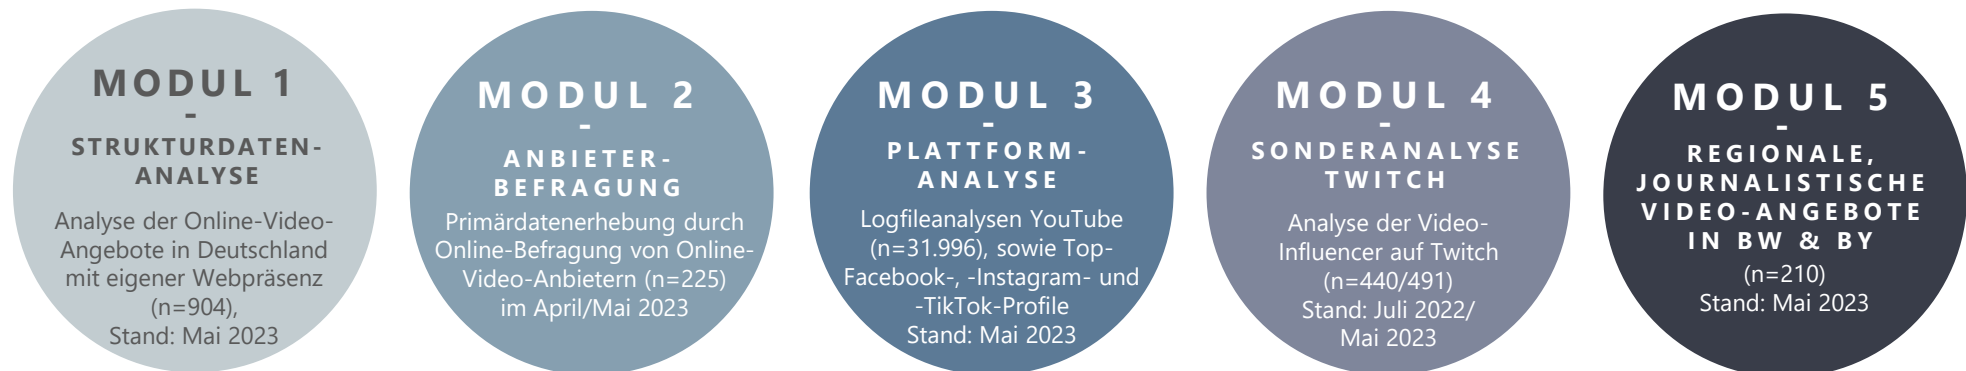 MODUL 1
-
STRUKTURDATEN-
ANALYSE
Analyse der Online-Video-
Angebote in Deutschland
mit eigener Webpräsenz
(n=904),
Stand: Mai 2023
MODUL 2
-
ANBIETER-
BEFRAGUNG
Primärdatenerhebung durch
Online-Befragung von Online-
Video-Anbietern (n=225)
im April/Mai 2023
MODUL 3
-
PLATTFORM-
ANALYSE
Logfileanalysen YouTube
(n=31.996), sowie Top-
Facebook-, -Instagram- und
-TikTok-Profile
Stand: Mai 2023
MODUL 4
-
SONDERANALYSE
TWITCH
Analyse der Video-
Influencer auf Twitch
(n=440/491)
Stand: Juli 2022/
Mai 2023
MODUL 5
-
REGIONALE,
JOURNALISTISCHE
VIDEO-ANGEBOTE
IN BW & BY
(n=210)
Stand: Mai 2023